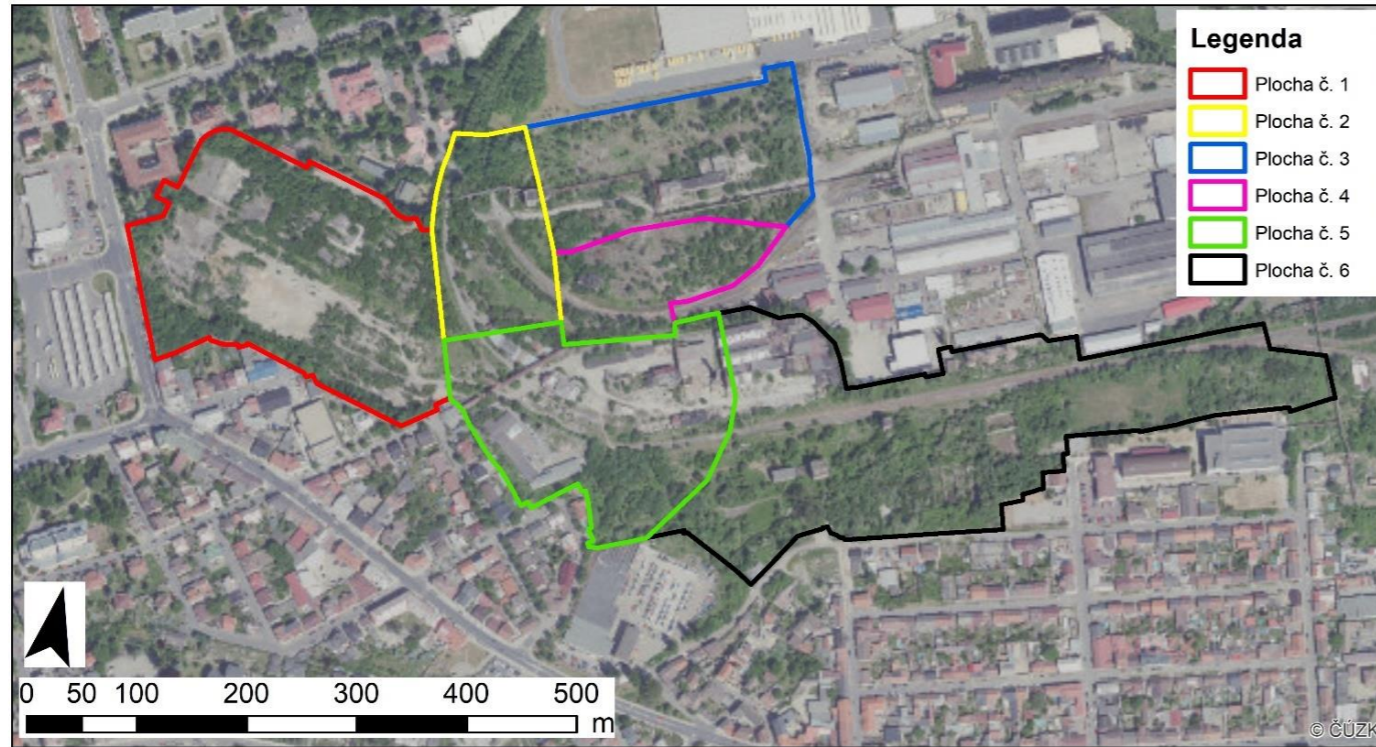 Legenda
Plocha č. 1
Plocha č. 2
Plocha č. 3
Plocha č. 4
Plocha č. 5
Plocha č. 6
0 50 100 200 300 400 500
m
© ČÚZK